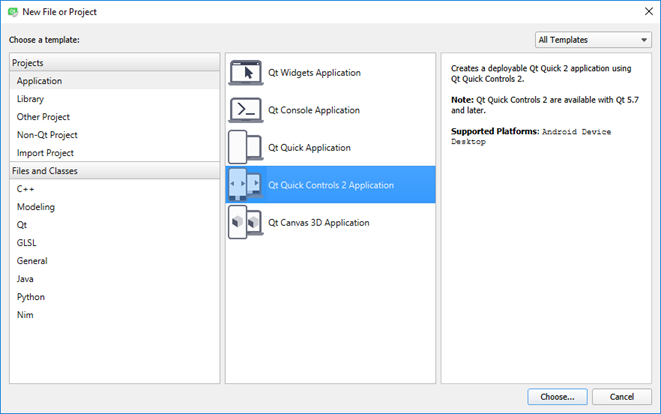 New File or Project
Choose a template:
All Templates
Projects
Application
Library
Other Project
Non-Qt Project
Import Project
Files and Classes
C++
Modeling
Qt
GLSL
General
Java
Python
Nim
Qt Widgets Application
Qt Console Application
Qt Quick Application
Qt Quick Controls 2 Application
Qt Canvas 3D Application
Creates a deployable Qt Quick 2 application using
Qt Quick Controls 2.
Note: Qt Quick Controls 2 are available with Qt 5.7
and later.
Supported Platforms: Android Device
Desktop
Choose...
Cancel